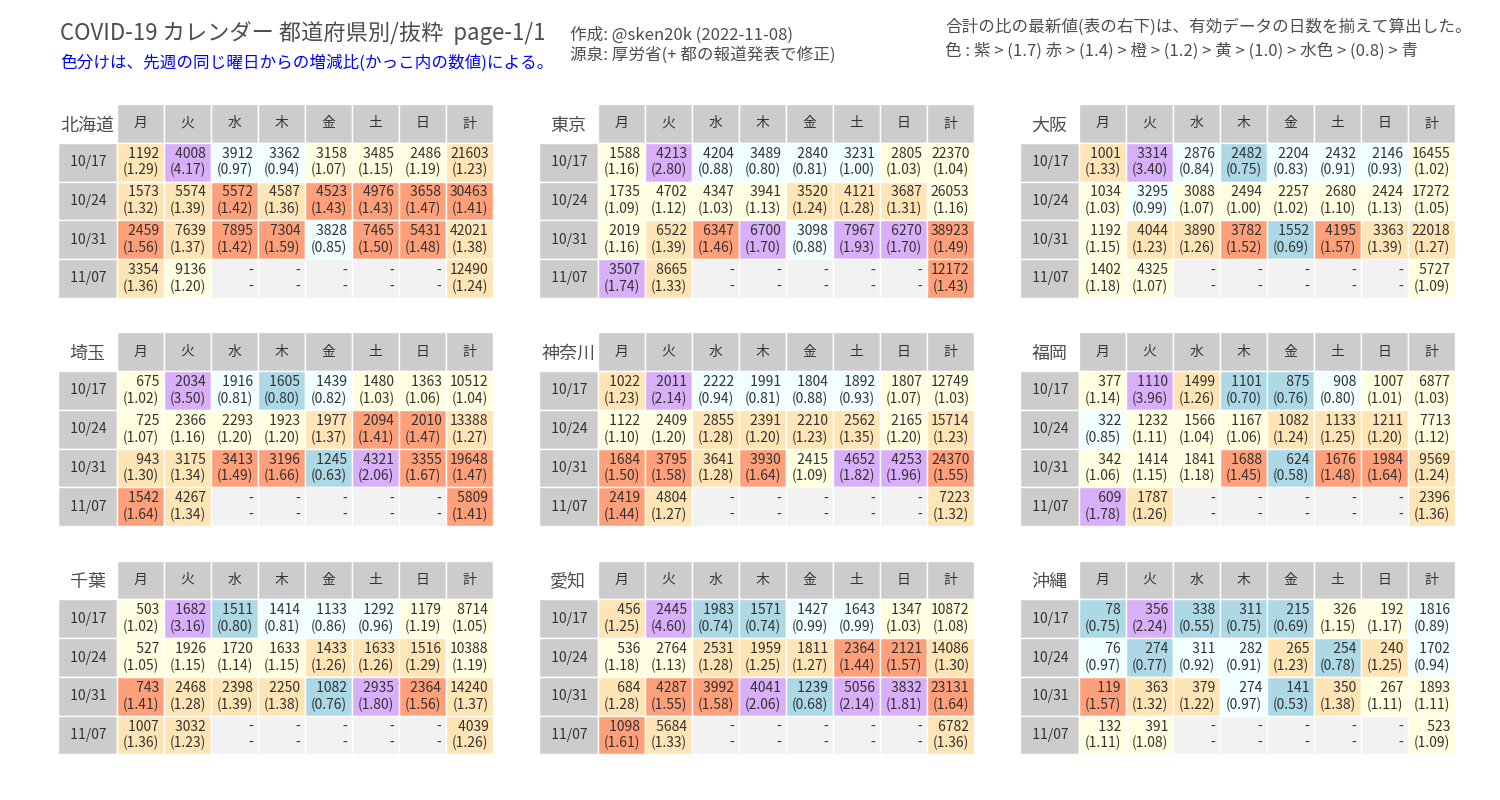 COVID-19 カレンダー 都道府県別/抜粋 page-1/1
作成: @sken20k (2022-11-08)
合計の比の最新値(表の右下)は、有効データの日数を揃えて算出した。
色分けは、先週の同じ曜日からの増減比(かっこ内の数値)による。
源泉: 厚労省(+ 都の報道発表で修正)
色 : 紫 > (1.7) 赤 > (1.4) > 橙 > (1.2) > 黄 > (1.0) > 水色 > (0.8) > 青
北海道 月 火 水 木 金 土 日 計
10/17 1192 4008 3912 3362 3158 3485 2486 21603
(1.29) (4.17) (0.97) (0.94) (1.07) (1.15) (1.19) (1.23)
10/24 1573 5574 5572 4587 4523 4976 3658 30463
(1.32) (1.39) (1.42) (1.36) (1.43) (1.43) (1.47) (1.41)
10/31 2459 7639 7895 7304 3828 7465 5431 42021
(1.56) (1.37) (1.42) (1.59) (0.85) (1.50) (1.48) (1.38)
11/07 3354 9136 - - - - - 12490
(1.36) (1.20) - - - - - (1.24)
東京 月 火 水 木 金 土 日 計
10/17 1588 4213 4204 3489 2840 3231 2805 22370
(1.16) (2.80) (0.88) (0.80) (0.81) (1.00) (1.03) (1.04)
10/24 1735 4702 4347 3941 3520 4121 3687 26053
(1.09) (1.12) (1.03) (1.13) (1.24) (1.28) (1.31) (1.16)
10/31 2019 6522 6347 6700 3098 7967 6270 38923
(1.16) (1.39) (1.46) (1.70) (0.88) (1.93) (1.70) (1.49)
11/07 3507 8665 - - - - - 12172
(1.74) (1.33) - - - - - (1.43)
大阪 月 火 水 木 金 土 日 計
10/17 1001 3314 2876 2482 2204 2432 2146 16455
(1.33) (3.40) (0.84) (0.75) (0.83) (0.91) (0.93) (1.02)
10/24 1034 3295 3088 2494 2257 2680 2424 17272
(1.03) (0.99) (1.07) (1.00) (1.02) (1.10) (1.13) (1.05)
10/31 1192 4044 3890 3782 1552 4195 3363 22018
(1.15) (1.23) (1.26) (1.52) (0.69) (1.57) (1.39) (1.27)
11/07 1402 4325 - - - - - 5727
(1.18) (1.07) - - - - - (1.09)
埼玉 月 火 水 木 金 土 日 計
10/17 675 2034 1916 1605 1439 1480 1363 10512
(1.02) (3.50) (0.81) (0.80) (0.82) (1.03) (1.06) (1.04)
10/24 725 2366 2293 1923 1977 2094 2010 13388
(1.07) (1.16) (1.20) (1.20) (1.37) (1.41) (1.47) (1.27)
10/31 943 3175 3413 3196 1245 4321 3355 19648
(1.30) (1.34) (1.49) (1.66) (0.63) (2.06) (1.67) (1.47)
11/07 1542 4267 - - - - - 5809
(1.64) (1.34) - - - - - (1.41)
神奈川 月 火 水 木 金 土 日 計
10/17 1022 2011 2222 1991 1804 1892 1807 12749
(1.23) (2.14) (0.94) (0.81) (0.88) (0.93) (1.07) (1.03)
10/24 1122 2409 2855 2391 2210 2562 2165 15714
(1.10) (1.20) (1.28) (1.20) (1.23) (1.35) (1.20) (1.23)
10/31 1684 3795 3641 3930 2415 4652 4253 24370
(1.50) (1.58) (1.28) (1.64) (1.09) (1.82) (1.96) (1.55)
11/07 2419 4804 - - - - - 7223
(1.44) (1.27) - - - - - (1.32)
福岡 月 火 水 木 金 土 日 計
10/17 377 1110 1499 1101 875 908 1007 6877
(1.14) (3.96) (1.26) (0.70) (0.76) (0.80) (1.01) (1.03)
10/24 322 1232 1566 1167 1082 1133 1211 7713
(0.85) (1.11) (1.04) (1.06) (1.24) (1.25) (1.20) (1.12)
10/31 342 1414 1841 1688 624 1676 1984 9569
(1.06) (1.15) (1.18) (1.45) (0.58) (1.48) (1.64) (1.24)
11/07 609 1787 - - - - - 2396
(1.78) (1.26) - - - - - (1.36)
千葉 月 火 水 木 金 土 日 計
10/17 503 1682 1511 1414 1133 1292 1179 8714
(1.02) (3.16) (0.80) (0.81) (0.86) (0.96) (1.19) (1.05)
10/24 527 1926 1720 1633 1433 1633 1516 10388
(1.05) (1.15) (1.14) (1.15) (1.26) (1.26) (1.29) (1.19)
10/31 743 2468 2398 2250 1082 2935 2364 14240
(1.41) (1.28) (1.39) (1.38) (0.76) (1.80) (1.56) (1.37)
11/07 1007 3032 - - - - - 4039
(1.36) (1.23) - - - - - (1.26)
愛知 月 火 水 木 金 土 日 計
10/17 456 2445 1983 1571 1427 1643 1347 10872
(1.25) (4.60) (0.74) (0.74) (0.99) (0.99) (1.03) (1.08)
10/24 536 2764 2531 1959 1811 2364 2121 14086
(1.18) (1.13) (1.28) (1.25) (1.27) (1.44) (1.57) (1.30)
10/31 684 4287 3992 4041 1239 5056 3832 23131
(1.28) (1.55) (1.58) (2.06) (0.68) (2.14) (1.81) (1.64)
11/07 1098 5684 - - - - - 6782
(1.61) (1.33) - - - - - (1.36)
沖縄 月 火 水 木 金 土 日 計
10/17 78 356 338 311 215 326 192 1816
(0.75) (2.24) (0.55) (0.75) (0.69) (1.15) (1.17) (0.89)
10/24 76 274 311 282 265 254 240 1702
(0.97) (0.77) (0.92) (0.91) (1.23) (0.78) (1.25) (0.94)
10/31 119 363 379 274 141 350 267 1893
(1.57) (1.32) (1.22) (0.97) (0.53) (1.38) (1.11) (1.11)
11/07 132 391 - - - - - 523
(1.11) (1.08) - - - - - (1.09)